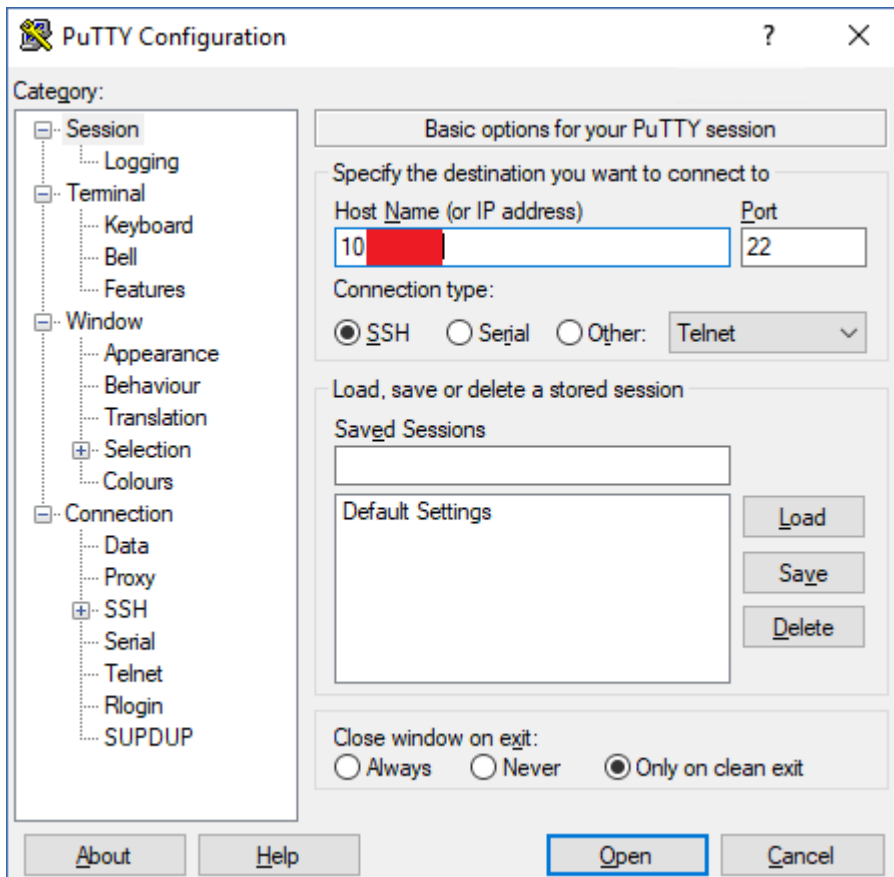 PuTTY Configuration
?
Category:
Session
Logging
Terminal
Keyboard
Bell
Features
Window
Appearance
Behaviour
Translation
Selection
Colours
Connection
Data
Proxy
SSH
Serial
Telnet
Rlogin
SUPDUP
Basic options for your PuTTY session
Specify the destination you want to connect to
Host Name (or IP address) Port
10 22
Connection type:
SSH Serial Other: Telnet
Load, save or delete a stored session
Saved Sessions
Default Settings
Load
Save
Delete
Close window on exit:
Always Never Only on clean exit
About Help Open Cancel